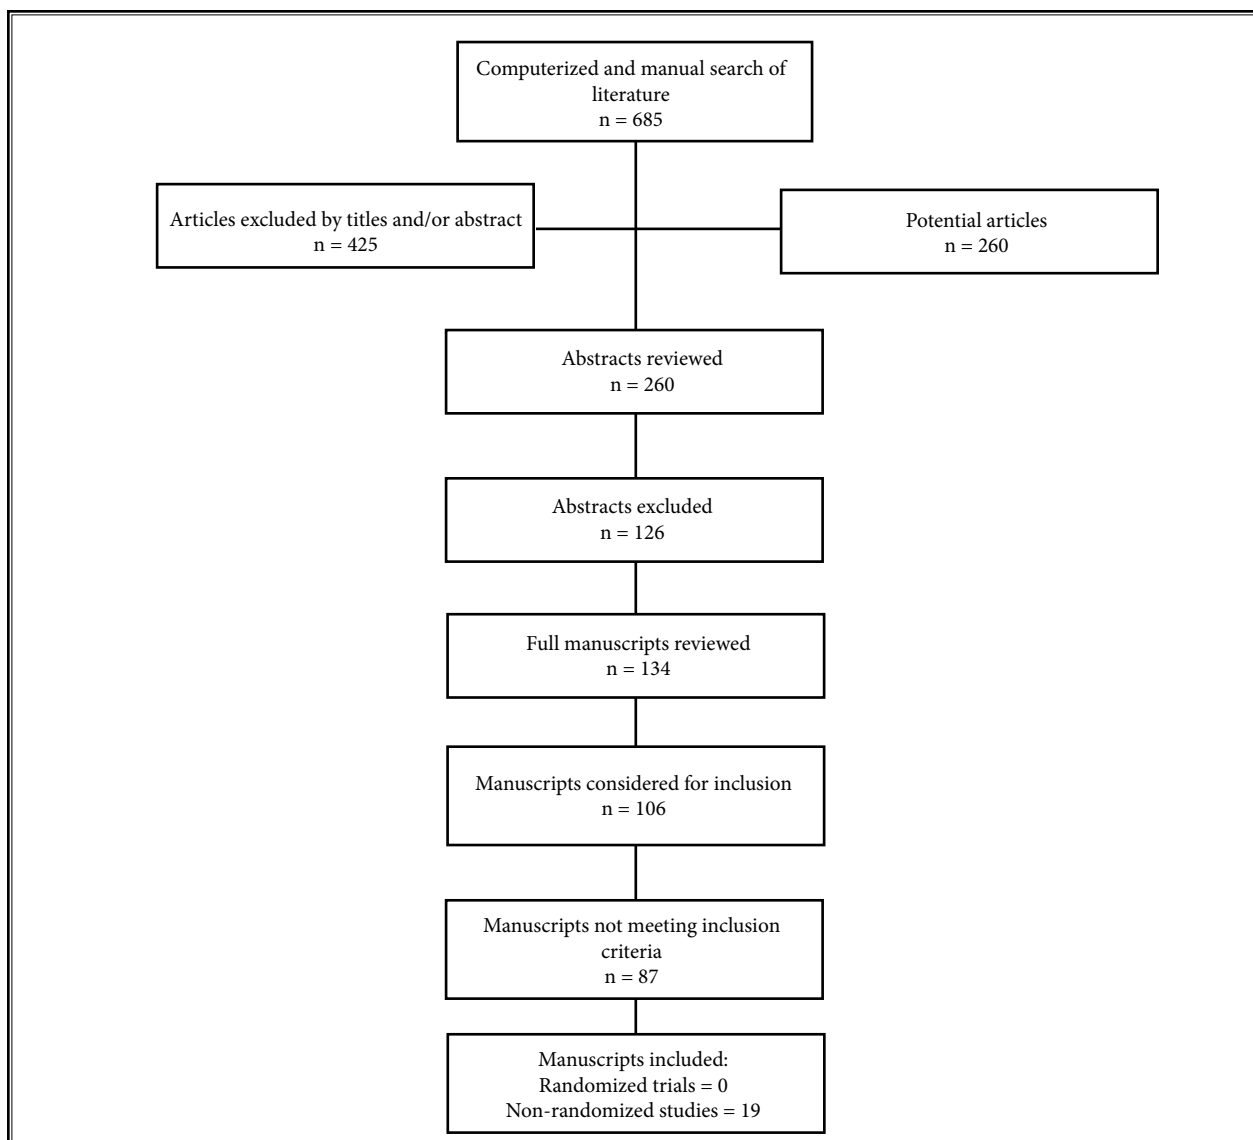 Computerized and manual search of
literature
n = 685
Articles excluded by titles and/or abstract
n = 425
Potential articles
n = 260
Abstracts reviewed
n = 260
Abstracts excluded
n = 126
Full manuscripts reviewed
n = 134
Manuscripts considered for inclusion
n = 106
Manuscripts not meeting inclusion
criteria
n = 87
Manuscripts included:
Randomized trials = 0
Non-randomized studies = 19